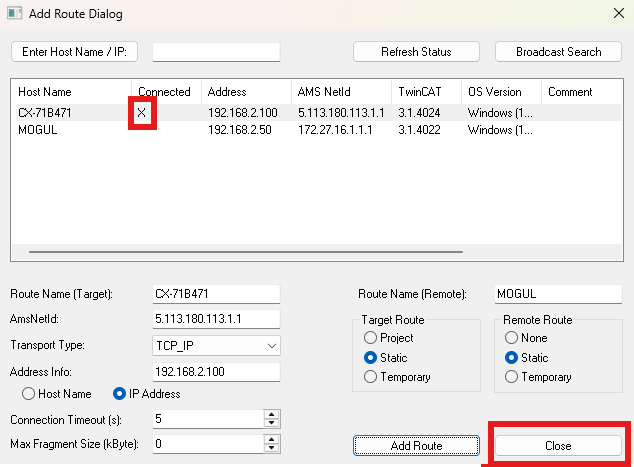 Add Route Dialog
Enter Host Name / IP: Refresh Status Broadcast Search
Host Name Connected Address AMS NetId TwinCAT OS Version Comment
CX-71B471 X 192.168.2.100 5.113.180.113.1.1 3.1.4024 Windows (1...
MOGUL 192.168.2.50 172.27.16.1.1.1 3.1.4022 Windows (1...
Route Name (Target): CX-71B471 Route Name (Remote): MOGUL
AmsNetId: 5.113.180.113.1.1 Target Route Remote Route
Project None
Transport Type: TCP_IP Static Static
Address Info: 192.168.2.100 Temporary Temporary
Host Name IP Address
Connection Timeout (s): 5
Max Fragment Size (kByte): 0 Add Route Close